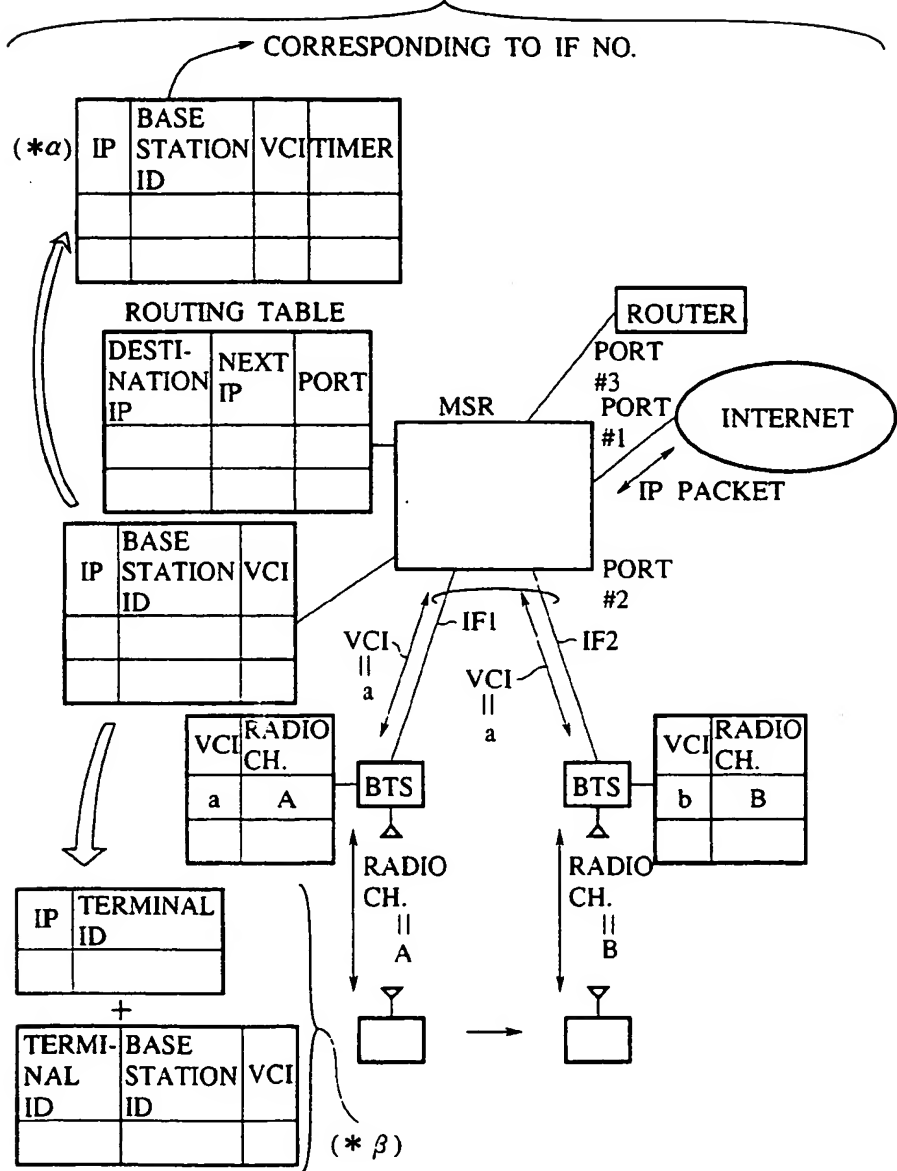 CORRESPONDING TO IF NO.
(*α)
IP
BASE
STATION
ID
VCI
TIMER
ROUTING TABLE
DESTI-
NATION
IP
NEXT
IP
PORT
ROUTER
PORT
#3
MSR
PORT
#1
INTERNET
IP PACKET
IP
BASE
STATION
ID
VCI
PORT
#2
IF1
IF2
VCI
=
a
VCI
=
a
VCI
RADIO
CH.
a
A
BTS
BTS
VCI
RADIO
CH.
b
B
RADIO
CH.
=
A
RADIO
CH.
=
B
IP
TERMINAL
ID
+
TERMI-
NAL
ID
BASE
STATION
ID
VCI
(* β)